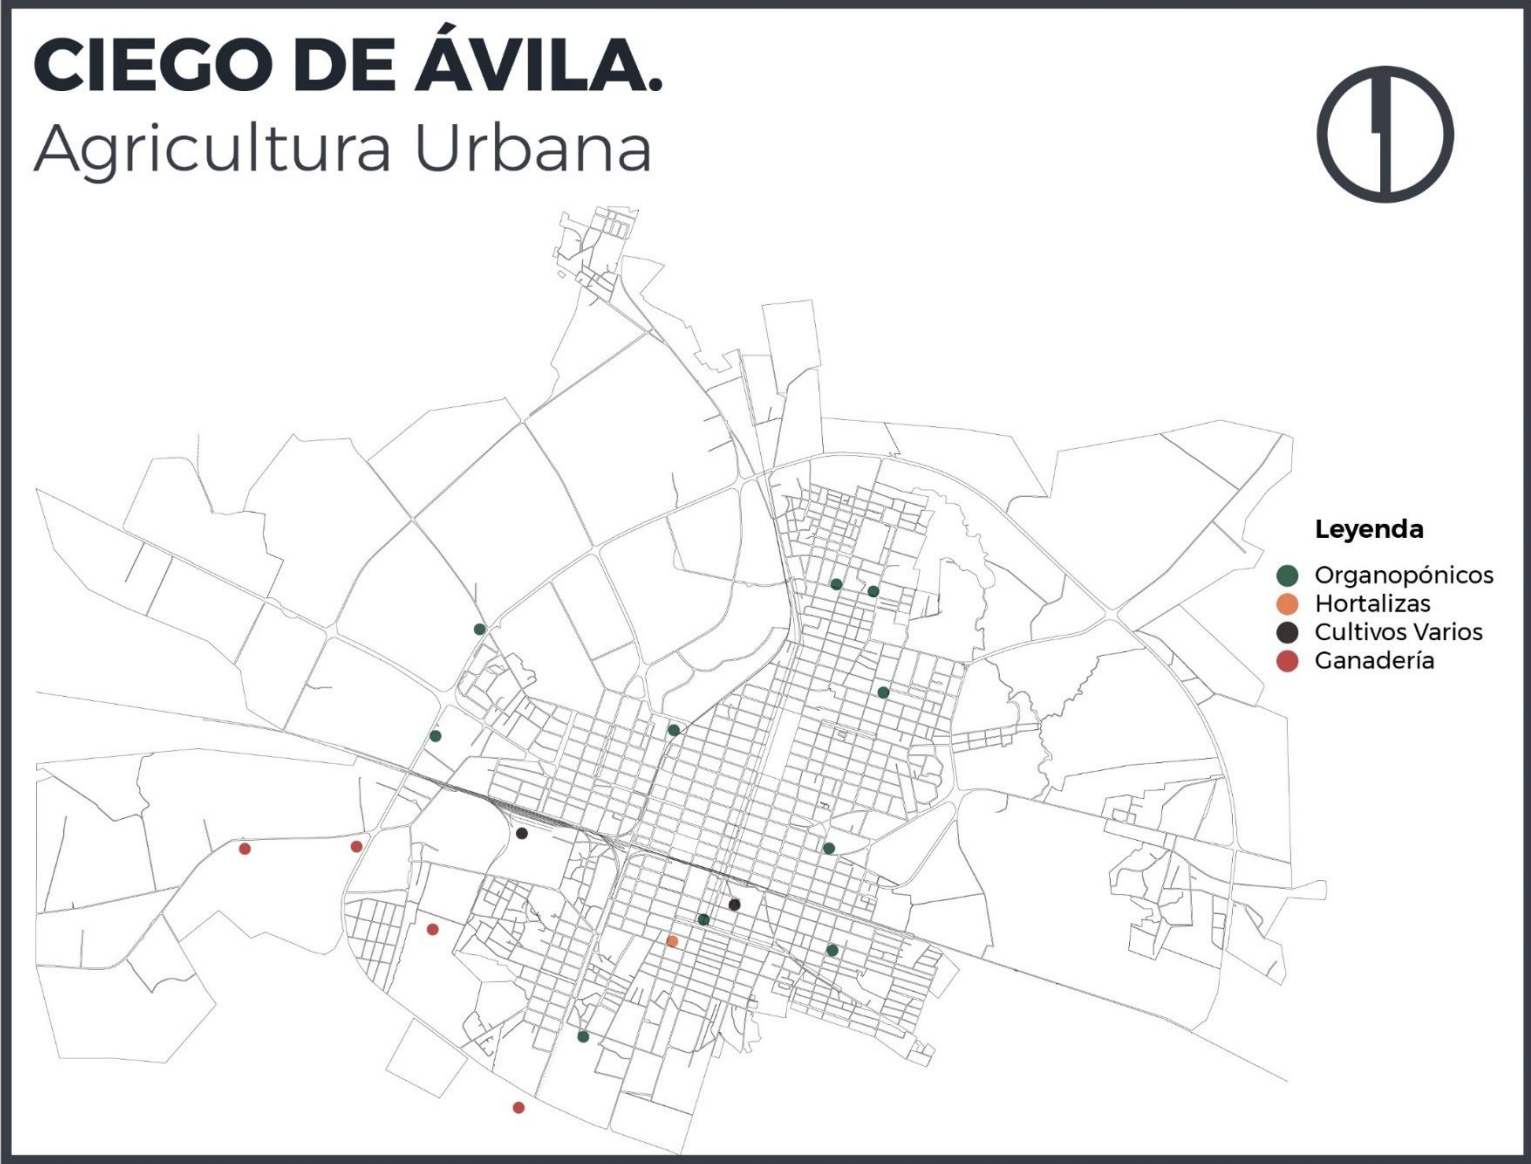 CIEGO DE ÁVILA.
Agricultura Urbana
Leyenda
Organopónicos
Hortalizas
Cultivos Varios
Ganadería